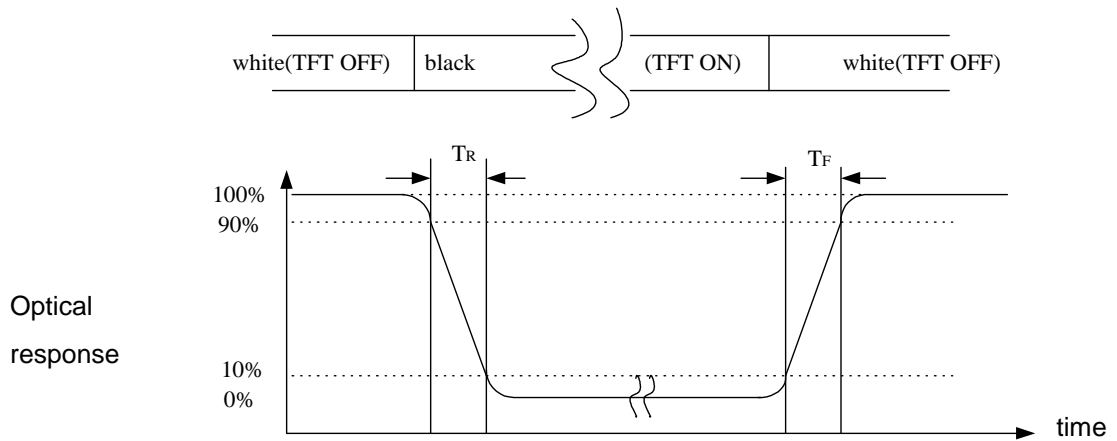 white(TFT OFF) black (TFT ON) white(TFT OFF)
TR TF
100%
90%
Optical
response
10%
0%
time